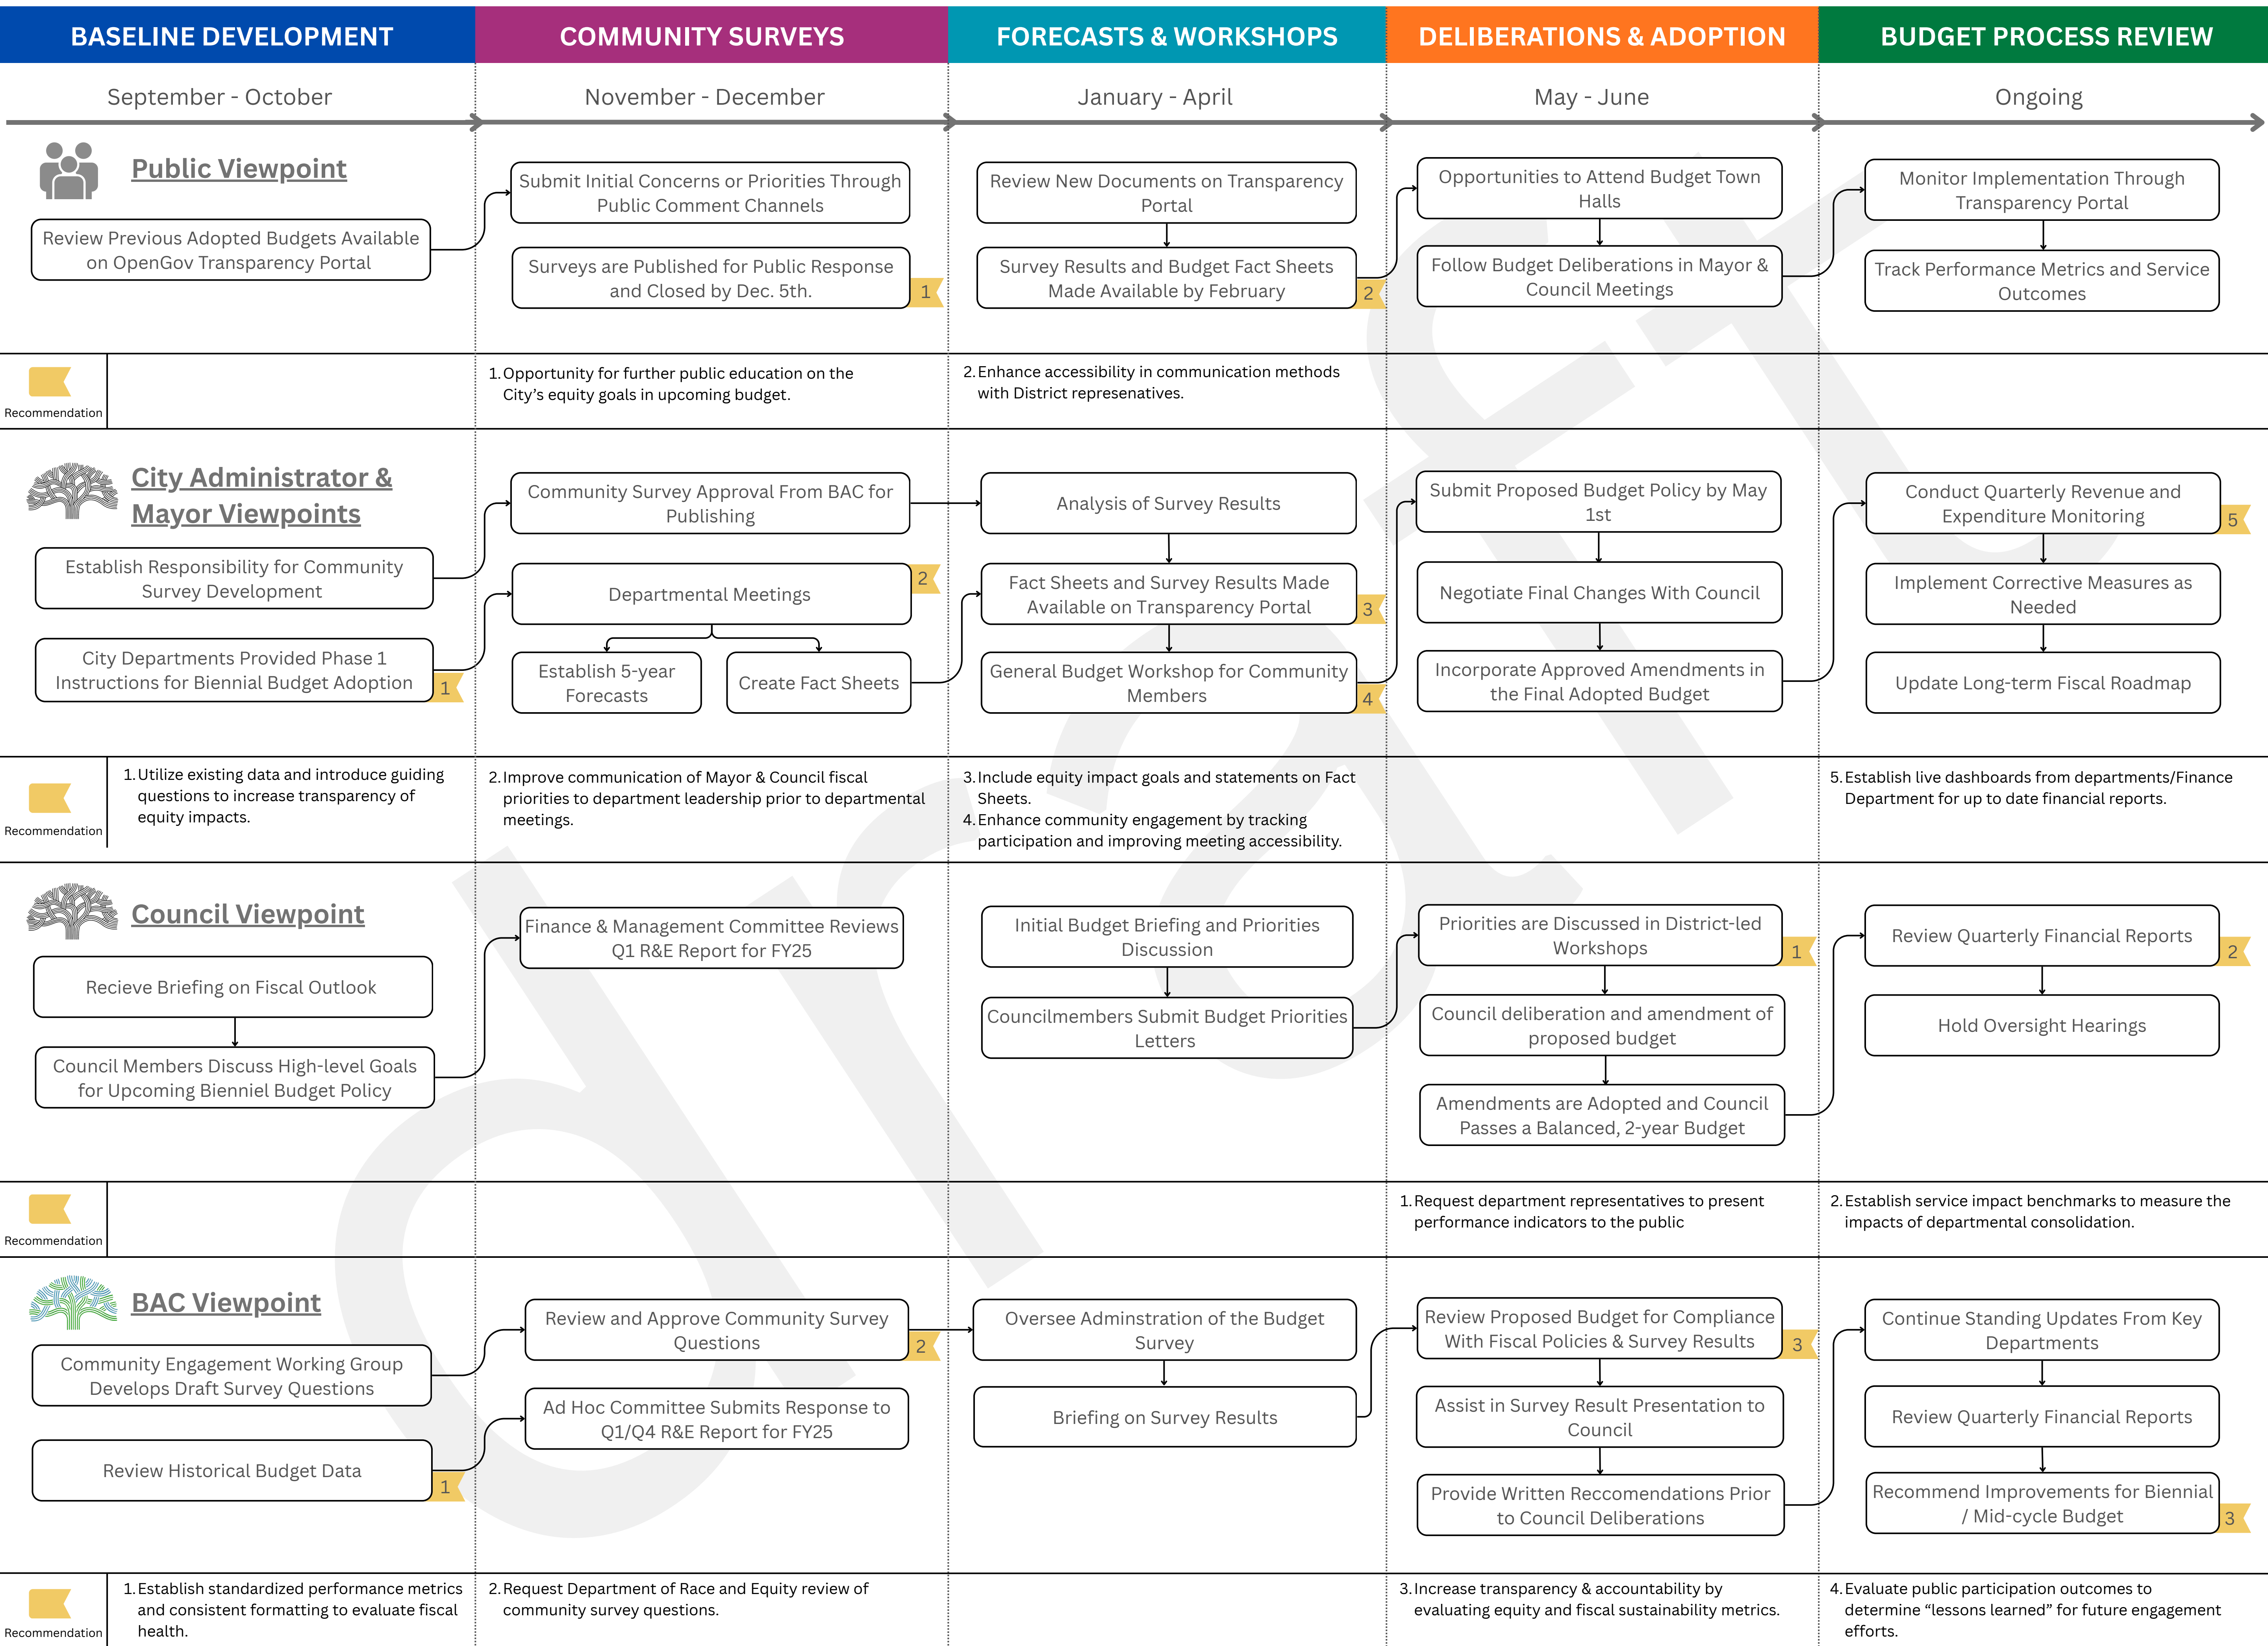 BASELINE DEVELOPMENT
COMMUNITY SURVEYS
FORECASTS & WORKSHOPS
DELIBERATIONS & ADOPTION
BUDGET PROCESS REVIEW
September - October
November - December
January - April
May - June
Ongoing
Public Viewpoint
Review Previous Adopted Budgets Available
on OpenGov Transparency Portal
Submit Initial Concerns or Priorities Through
Public Comment Channels
Surveys are Published for Public Response
and Closed by Dec. 5th.
1
Review New Documents on Transparency
Portal
Survey Results and Budget Fact Sheets
Made Available by February
2
Opportunities to Attend Budget Town
Halls
Follow Budget Deliberations in Mayor &
Council Meetings
Monitor Implementation Through
Transparency Portal
Track Performance Metrics and Service
Outcomes
Recommendation
1. Opportunity for further public education on the
City’s equity goals in upcoming budget.
2. Enhance accessibility in communication methods
with District represenatives.
City Administrator &
Mayor Viewpoints
Establish Responsibility for Community
Survey Development
City Departments Provided Phase 1
Instructions for Biennial Budget Adoption
1
Community Survey Approval From BAC for
Publishing
Departmental Meetings
2
Establish 5-year
Forecasts
Create Fact Sheets
Analysis of Survey Results
Fact Sheets and Survey Results Made
Available on Transparency Portal
3
General Budget Workshop for Community
Members
4
Submit Proposed Budget Policy by May
1st
Negotiate Final Changes With Council
Incorporate Approved Amendments in
the Final Adopted Budget
Conduct Quarterly Revenue and
Expenditure Monitoring
5
Implement Corrective Measures as
Needed
Update Long-term Fiscal Roadmap
Recommendation
1. Utilize existing data and introduce guiding
questions to increase transparency of
equity impacts.
2. Improve communication of Mayor & Council fiscal
priorities to department leadership prior to departmental
meetings.
3. Include equity impact goals and statements on Fact
Sheets.
4. Enhance community engagement by tracking
participation and improving meeting accessibility.
5. Establish live dashboards from departments/Finance
Department for up to date financial reports.
Council Viewpoint
Recieve Briefing on Fiscal Outlook
Council Members Discuss High-level Goals
for Upcoming Bienniel Budget Policy
Finance & Management Committee Reviews
Q1 R&E Report for FY25
Initial Budget Briefing and Priorities
Discussion
Councilmembers Submit Budget Priorities
Letters
Priorities are Discussed in District-led
Workshops
1
Council deliberation and amendment of
proposed budget
Amendments are Adopted and Council
Passes a Balanced, 2-year Budget
Review Quarterly Financial Reports
2
Hold Oversight Hearings
Recommendation
1. Request department representatives to present
performance indicators to the public
2. Establish service impact benchmarks to measure the
impacts of departmental consolidation.
BAC Viewpoint
Community Engagement Working Group
Develops Draft Survey Questions
Review Historical Budget Data
1
Review and Approve Community Survey
Questions
2
Ad Hoc Committee Submits Response to
Q1/Q4 R&E Report for FY25
Oversee Adminstration of the Budget
Survey
Briefing on Survey Results
Review Proposed Budget for Compliance
With Fiscal Policies & Survey Results
3
Assist in Survey Result Presentation to
Council
Provide Written Reccomendations Prior
to Council Deliberations
Continue Standing Updates From Key
Departments
Review Quarterly Financial Reports
Recommend Improvements for Biennial
/ Mid-cycle Budget
3
Recommendation
1. Establish standardized performance metrics
and consistent formatting to evaluate fiscal
health.
2. Request Department of Race and Equity review of
community survey questions.
3. Increase transparency & accountability by
evaluating equity and fiscal sustainability metrics.
4. Evaluate public participation outcomes to
determine “lessons learned” for future engagement
efforts.
draft